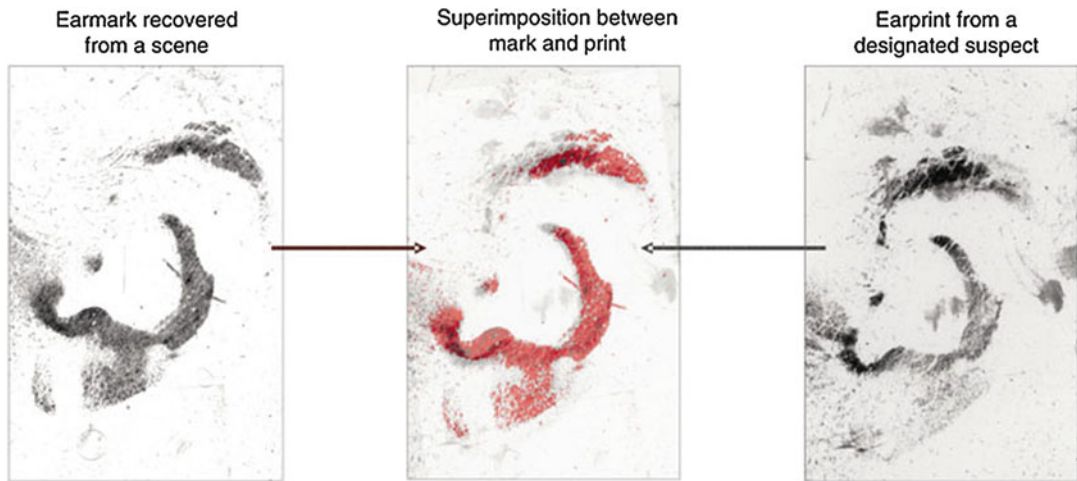 Earmark recovered
from a scene
Superimposition between
mark and print
Earprint from a
designated suspect